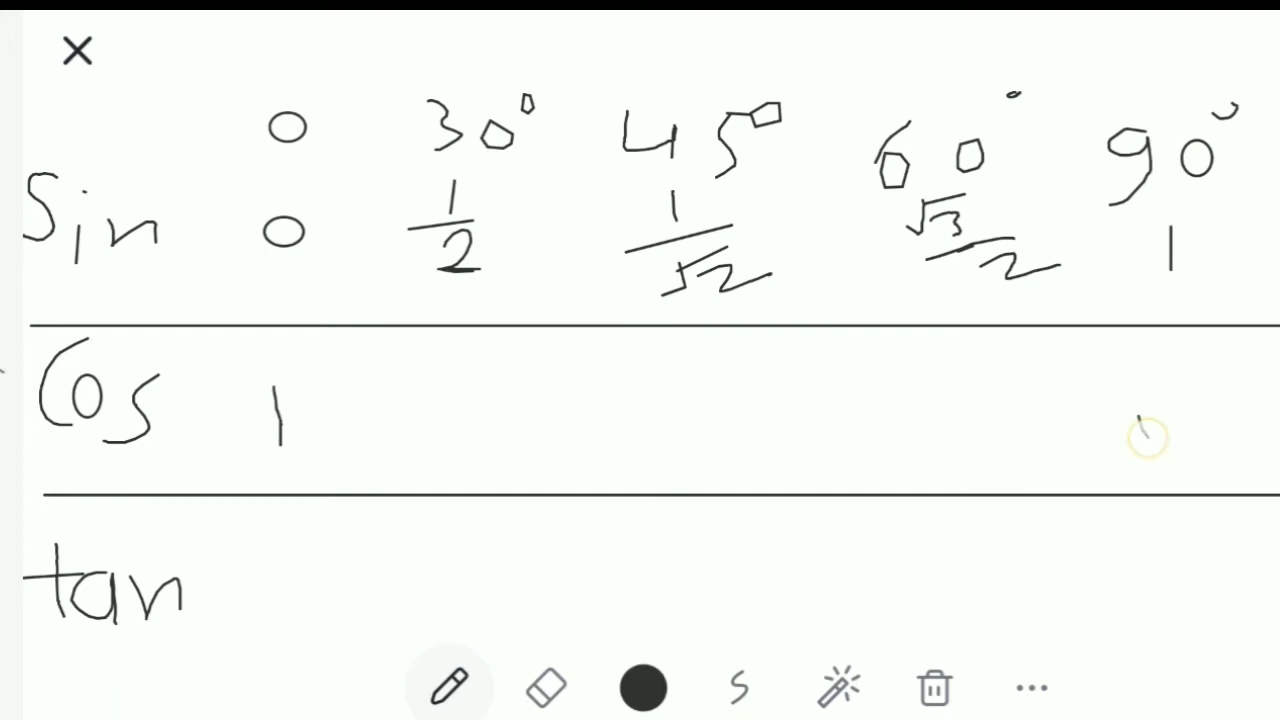 0 30° 45° 60° 90°
Sin 0 1/2 1/√2 √3/2 1
Cos 1
tan